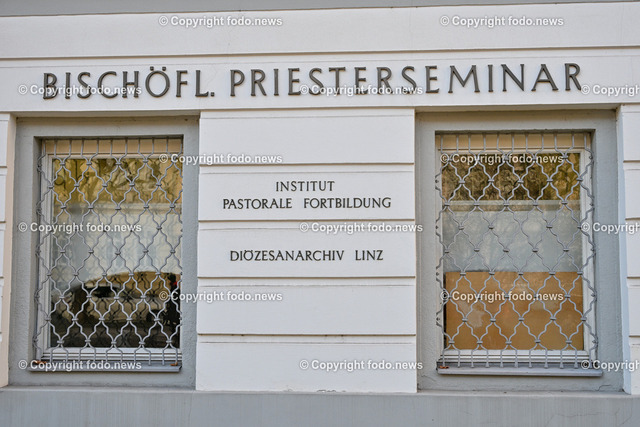 BISCHÖFL. PRIESTERSEMINAR
INSTITUT
PASTORALE FORTBILDUNG
DIÖZESANARCHIV LINZ
© Copyright fodo.news